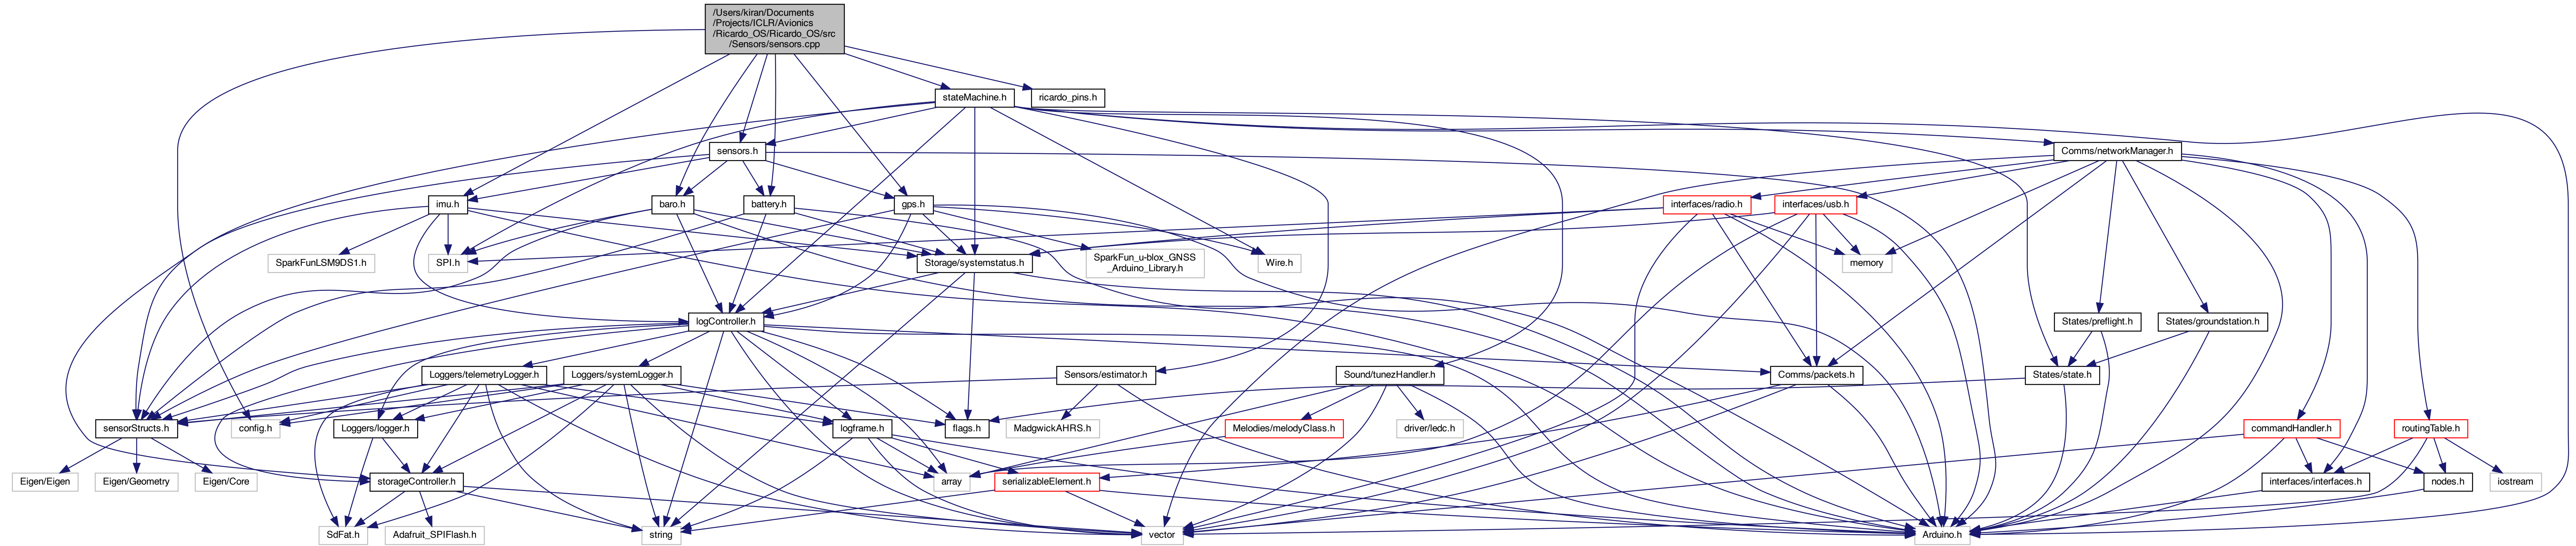 /Users/kiran/Documents
/Projects/ICLR/Avionics
/Ricardo_OS/Ricardo_OS/src
/Sensors/sensors.cpp
stateMachine.h
ricardo_pins.h
sensors.h
Comms/networkManager.h
imu.h
baro.h
battery.h
gps.h
interfaces/radio.h
interfaces/usb.h
SparkFunLSM9DS1.h
SPI.h
Storage/systemstatus.h
SparkFun_u-blox_GNSS
_Arduino_Library.h
Wire.h
memory
logController.h
States/preflight.h
States/groundstation.h
Loggers/telemetryLogger.h
Loggers/systemLogger.h
Sensors/estimator.h
Sound/tunezHandler.h
Comms/packets.h
States/state.h
sensorStructs.h
config.h
Loggers/logger.h
logframe.h
flags.h
MadgwickAHRS.h
Melodies/melodyClass.h
driver/ledc.h
commandHandler.h
routingTable.h
Eigen/Eigen
Eigen/Geometry
Eigen/Core
storageController.h
array
serializableElement.h
interfaces/interfaces.h
nodes.h
iostream
SdFat.h
Adafruit_SPIFlash.h
string
vector
Arduino.h